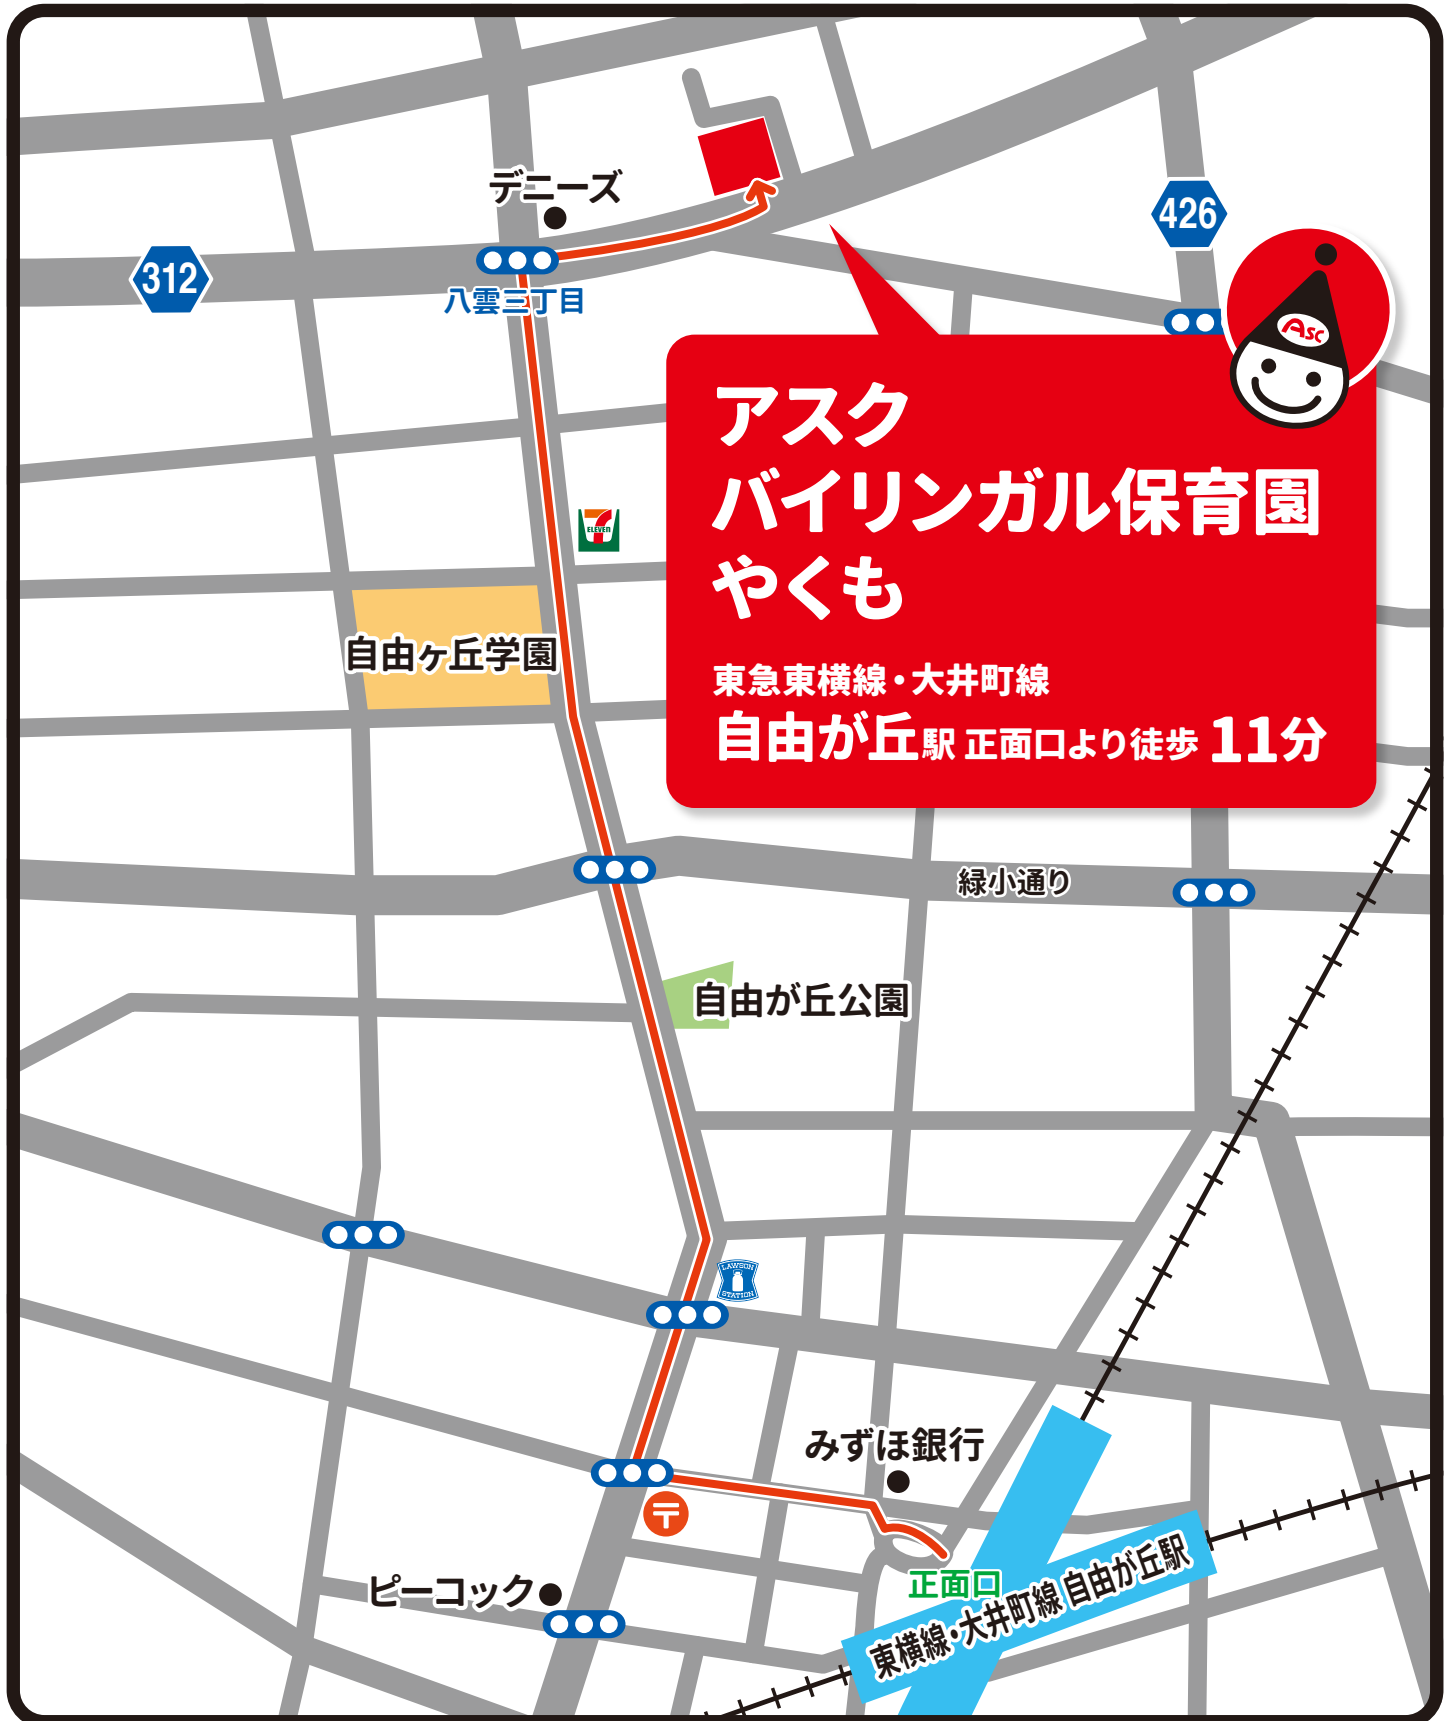 デニーズ
426
312
八雲三丁目
ASC
アスク
バイリンガル保育園
やくも
東急東横線・大井町線
自由が丘駅 正面口より徒歩 11分
ELEVEN
自由ヶ丘学園
緑小通り
自由が丘公園
LAWSON
STATION
みずほ銀行
〒
ピーコック
正面口
東横線・大井町線 自由が丘駅